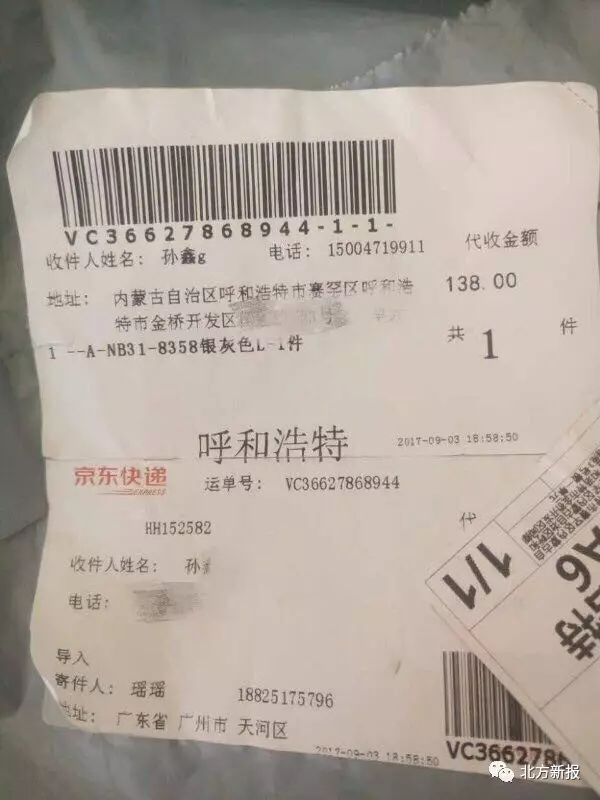 VC36627868944-1-1-
收件人姓名: 孙鑫g 电话: 15004719911 代收金额
地址: 内蒙古自治区呼和浩特市赛罕区呼和浩 138.00
特市金桥开发区
共 1 件
1 --A-NB31-8358银灰色L-1件
呼和浩特 2017-09-03 18:58:50
京东快递
EXPRESS
运单号: VC36627868944
HH152582
代
收件人姓名: 孙
电话:
1/1
A6
特
导入
寄件人: 瑶瑶 18825175796
地址: 广东省 广州市 天河区
2017-09-03 18:58:50
VC3662786
北方新报